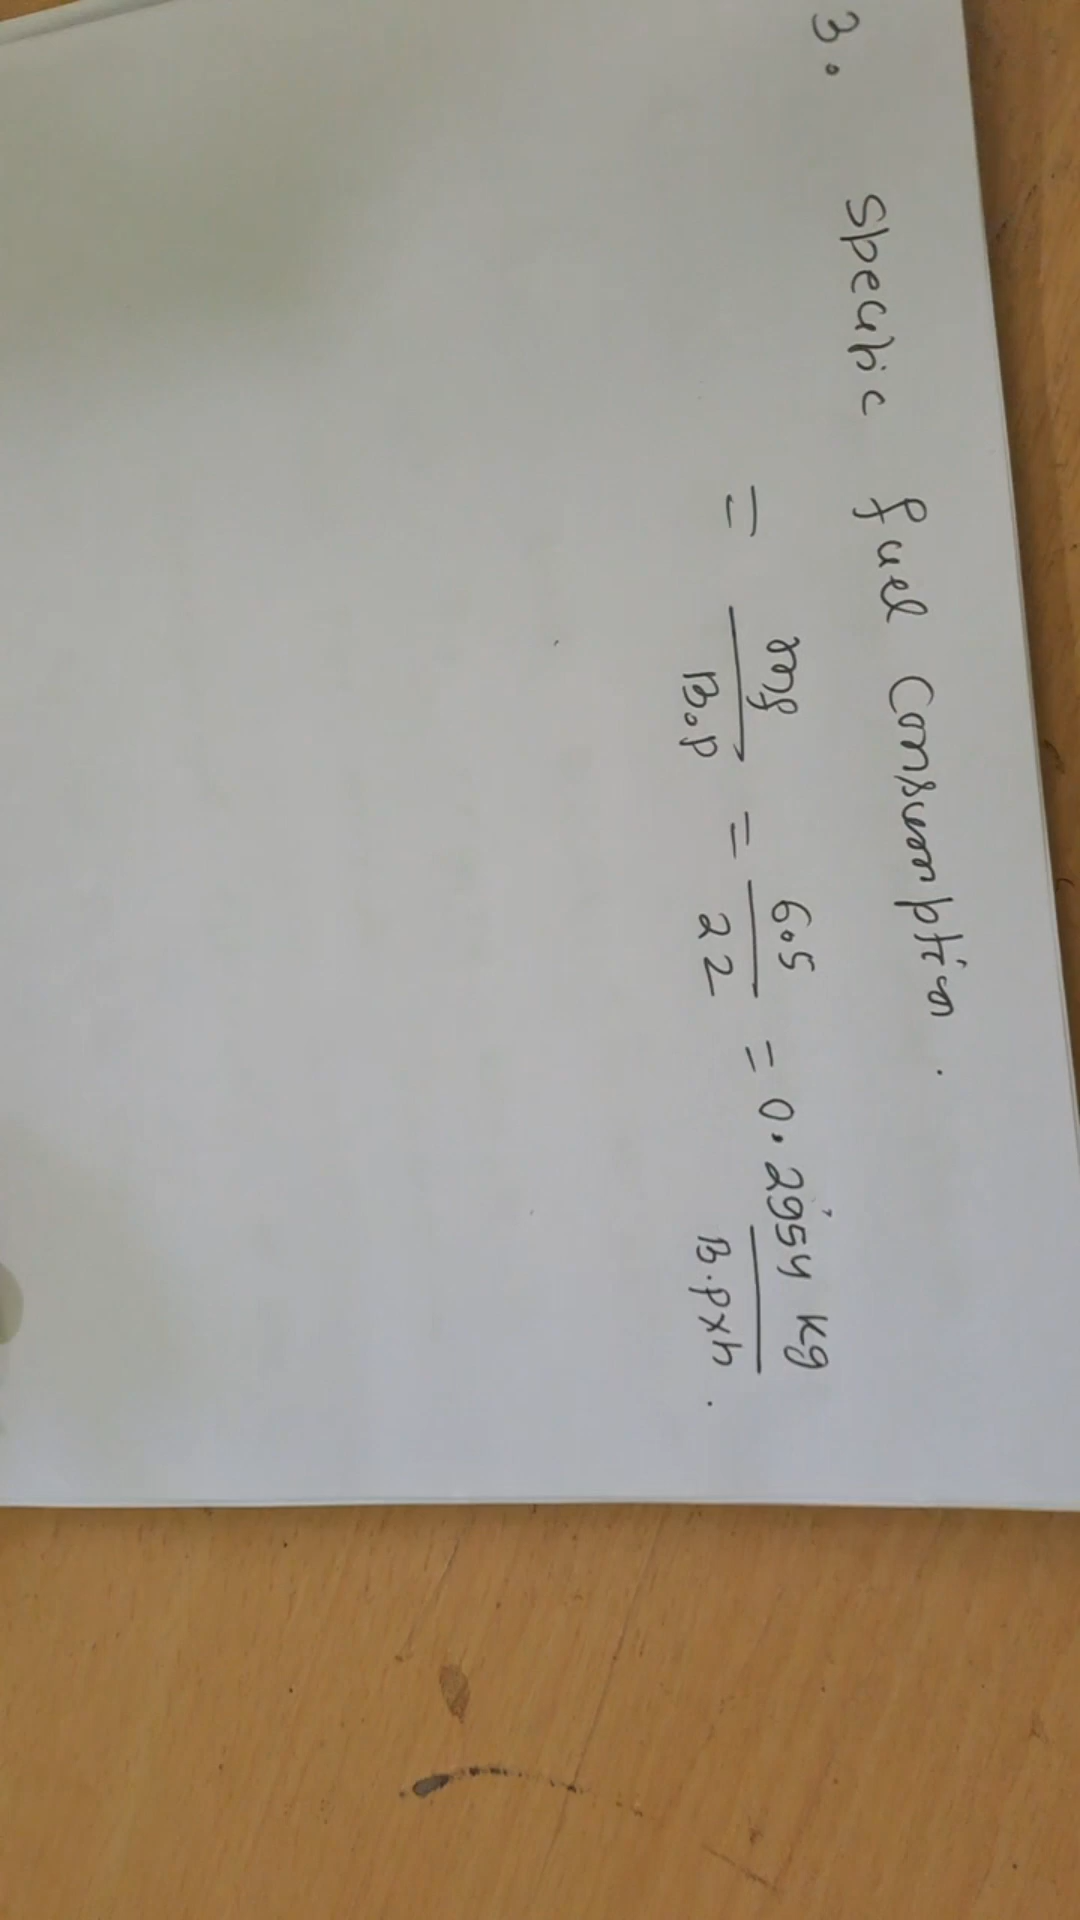 3. Specific fuel Consumption.
= mf/B.P = 6.5/22 = 0.2954 kg/B.P×h.